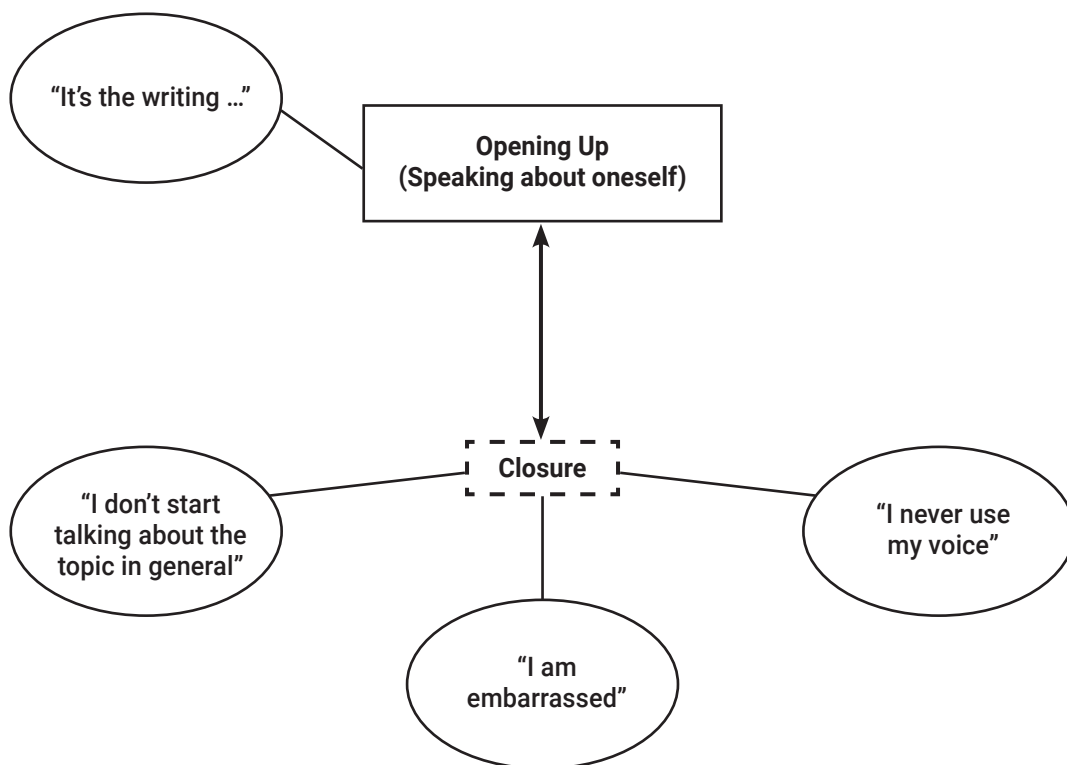 “It’s the writing …”
Opening Up
(Speaking about oneself)
Closure
“I don’t start
talking about the
topic in general”
“I never use
my voice”
“I am
embarrassed”